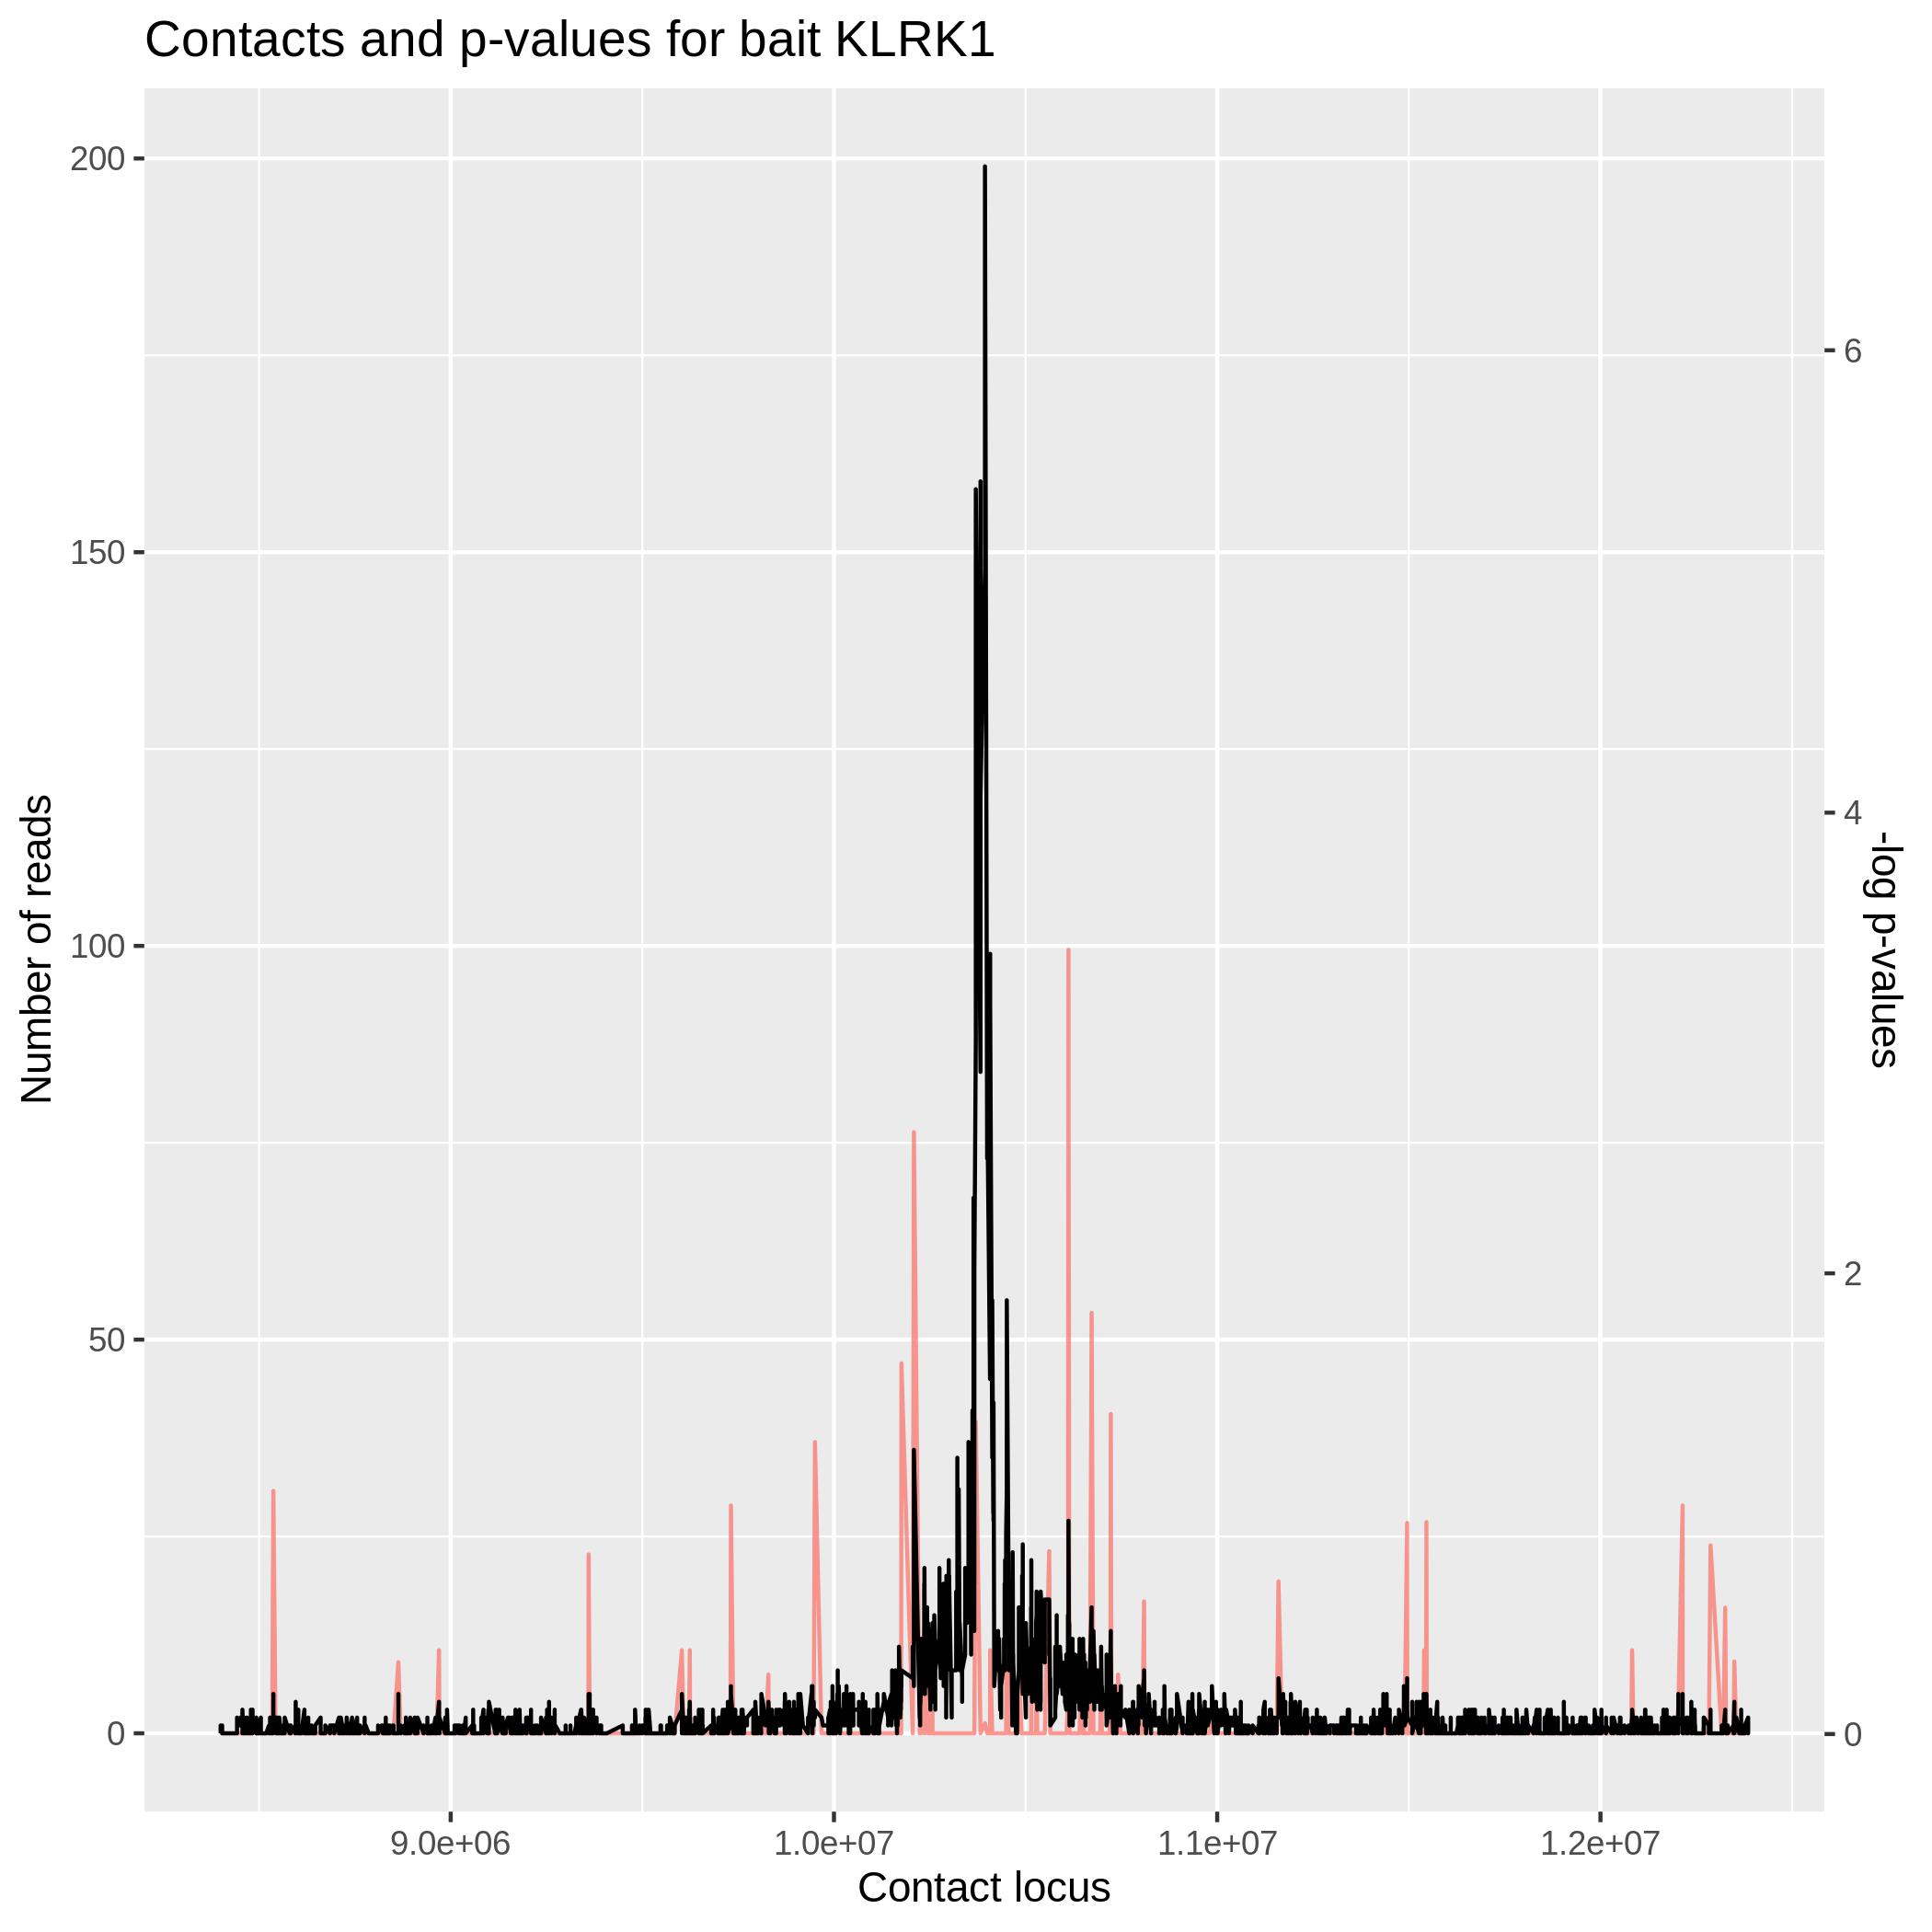 Contacts and p-values for bait KLRK1
200
150
100
50
0
Number of reads
6
4
2
0
-log p-values
9.0e+06
1.0e+07
1.1e+07
1.2e+07
Contact locus